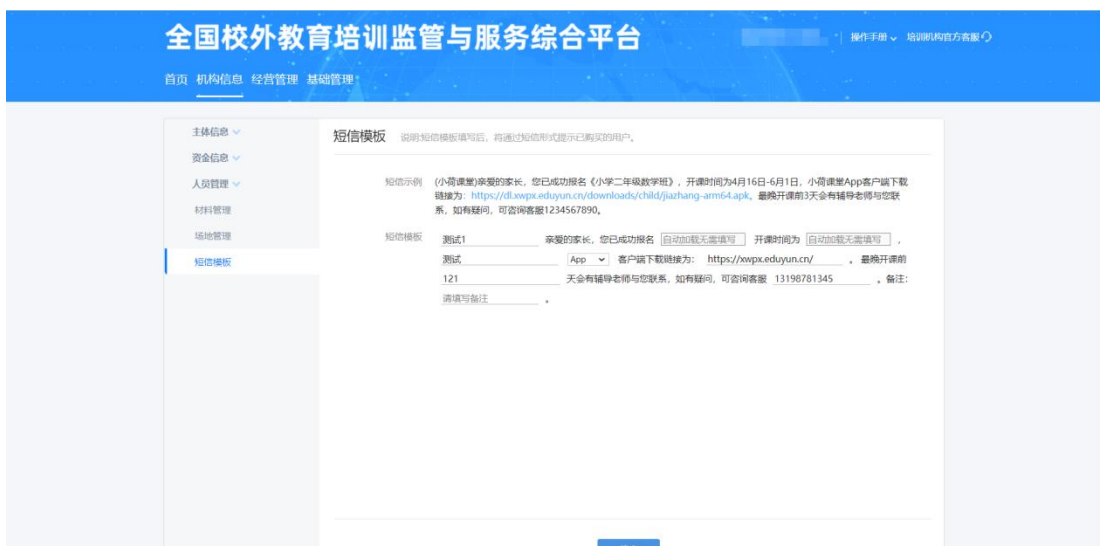 全国校外教育培训监管与服务综合平台
操作手册 培训机构官方客服
首页 机构信息 经营管理 基础管理
主体信息
资金信息
人员管理
材料管理
场地管理
短信模板
短信模板 说明:短信模板填写后，将通过短信形式提示已购买的用户。
短信示例 (小荷课堂)亲爱的家长，您已成功报名《小学二年级数学班》，开课时间为4月16日-6月1日，小荷课堂App客户端下载
链接为：https://dl.xwpx.eduyun.cn/downloads/child/jiazhang-arm64.apk。最晚开课前3天会有辅导老师与您联
系，如有疑问，可咨询客服1234567890。
短信模板 测试1 亲爱的家长，您已成功报名 自动加载无需填写 开课时间为 自动加载无需填写 ，
测试 App 客户端下载链接为： https://xwpx.eduyun.cn/ 。最晚开课前
121 天会有辅导老师与您联系，如有疑问，可咨询客服 13198781345 。备注：
请填写备注 。